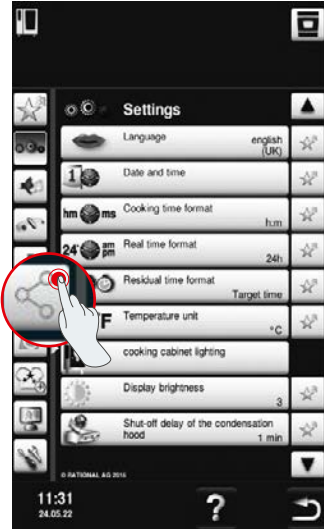 Settings
Language
english
(UK)
1
Date and time
hm ms
Cooking time format
h:m
24 am
pm
Real time format
24h
Residual time format
Target time
F
Temperature unit
°C
cooking cabinet lighting
Display brightness
3
Shut-off delay of the condensation
hood
1 min
© RATIONAL AG 2016
11:31
24.05.22
?